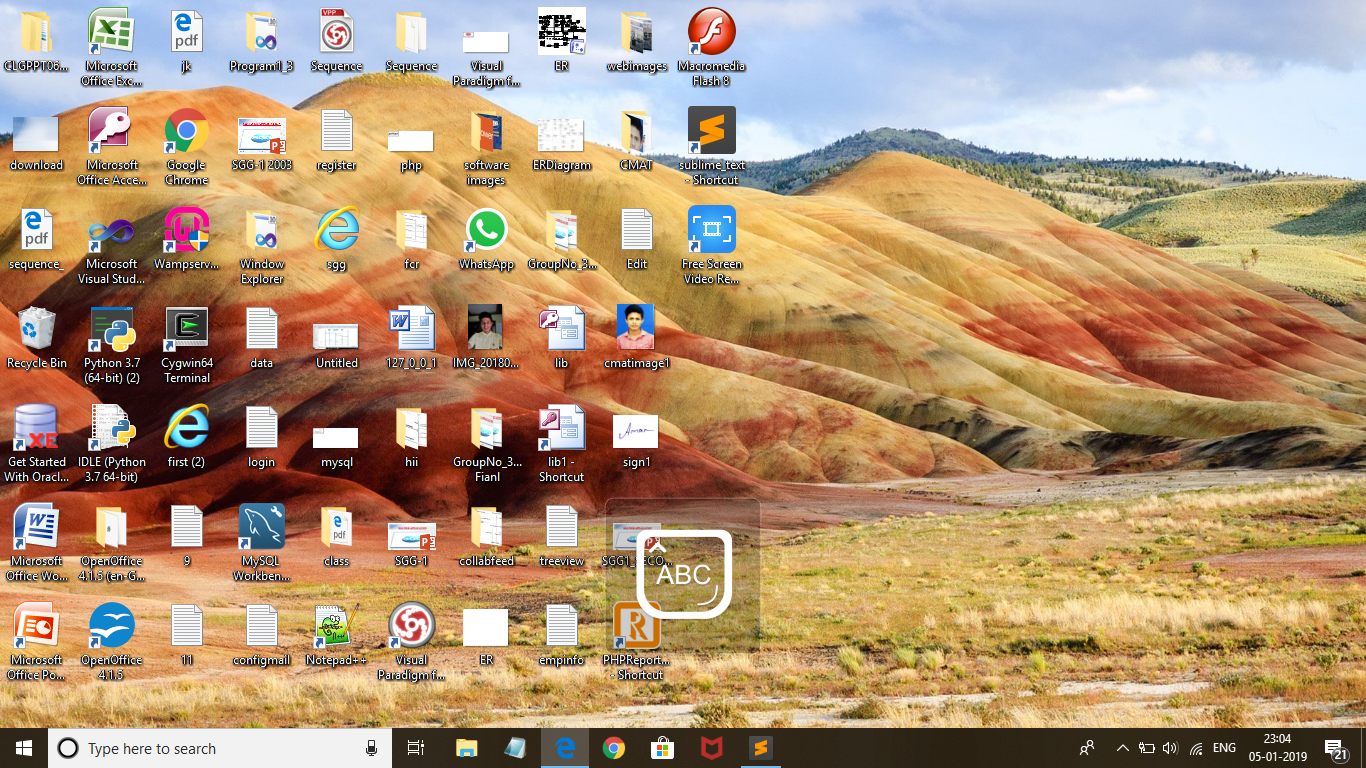 CLGPPT06...
Microsoft
Office Exc...
jk
Program1_3
Sequence
Sequence
Visual
Paradigm f...
ER
webimages
Macromedia
Flash 8
download
Microsoft
Office Acce...
Google
Chrome
SGG-1 2003
register
php
software
images
ERDiagram
CMAT
sublime_text
- Shortcut
sequence_
Microsoft
Visual Stud...
Wampserv...
Window
Explorer
sgg
fcr
WhatsApp
GroupNo_3...
Edit
Free Screen
Video Re...
Recycle Bin
Python 3.7
(64-bit) (2)
Cygwin64
Terminal
data
Untitled
127_0_0_1
IMG_20180...
lib
cmatimage1
Get Started
With Oracl...
IDLE (Python
3.7 64-bit)
first (2)
login
mysql
hii
GroupNo_3...
Fianl
lib1 -
Shortcut
sign1
Microsoft
Office Wo...
OpenOffice
4.1.5 (en-G...
9
MySQL
Workben...
class
SGG-1
collabfeed
treeview
ABC
Microsoft
Office Po...
OpenOffice
4.1.5
11
configmail
Notepad++
Visual
Paradigm f...
ER
empinfo
PHPReport...
- Shortcut
Type here to search
ENG
23:04
05-01-2019
21